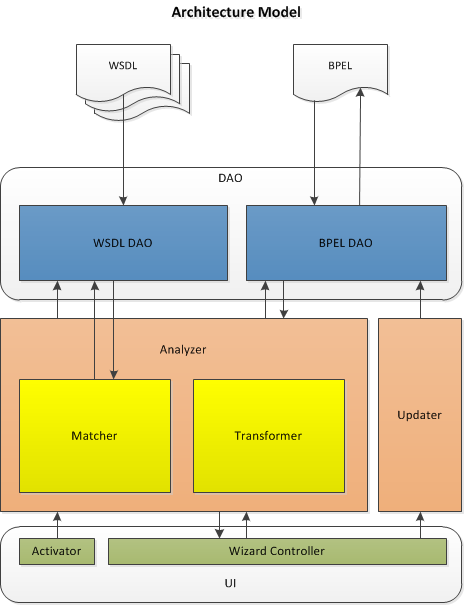 Architecture Model
WSDL
BPEL
DAO
WSDL DAO
BPEL DAO
Analyzer
Matcher
Transformer
Updater
Activator
Wizard Controller
UI